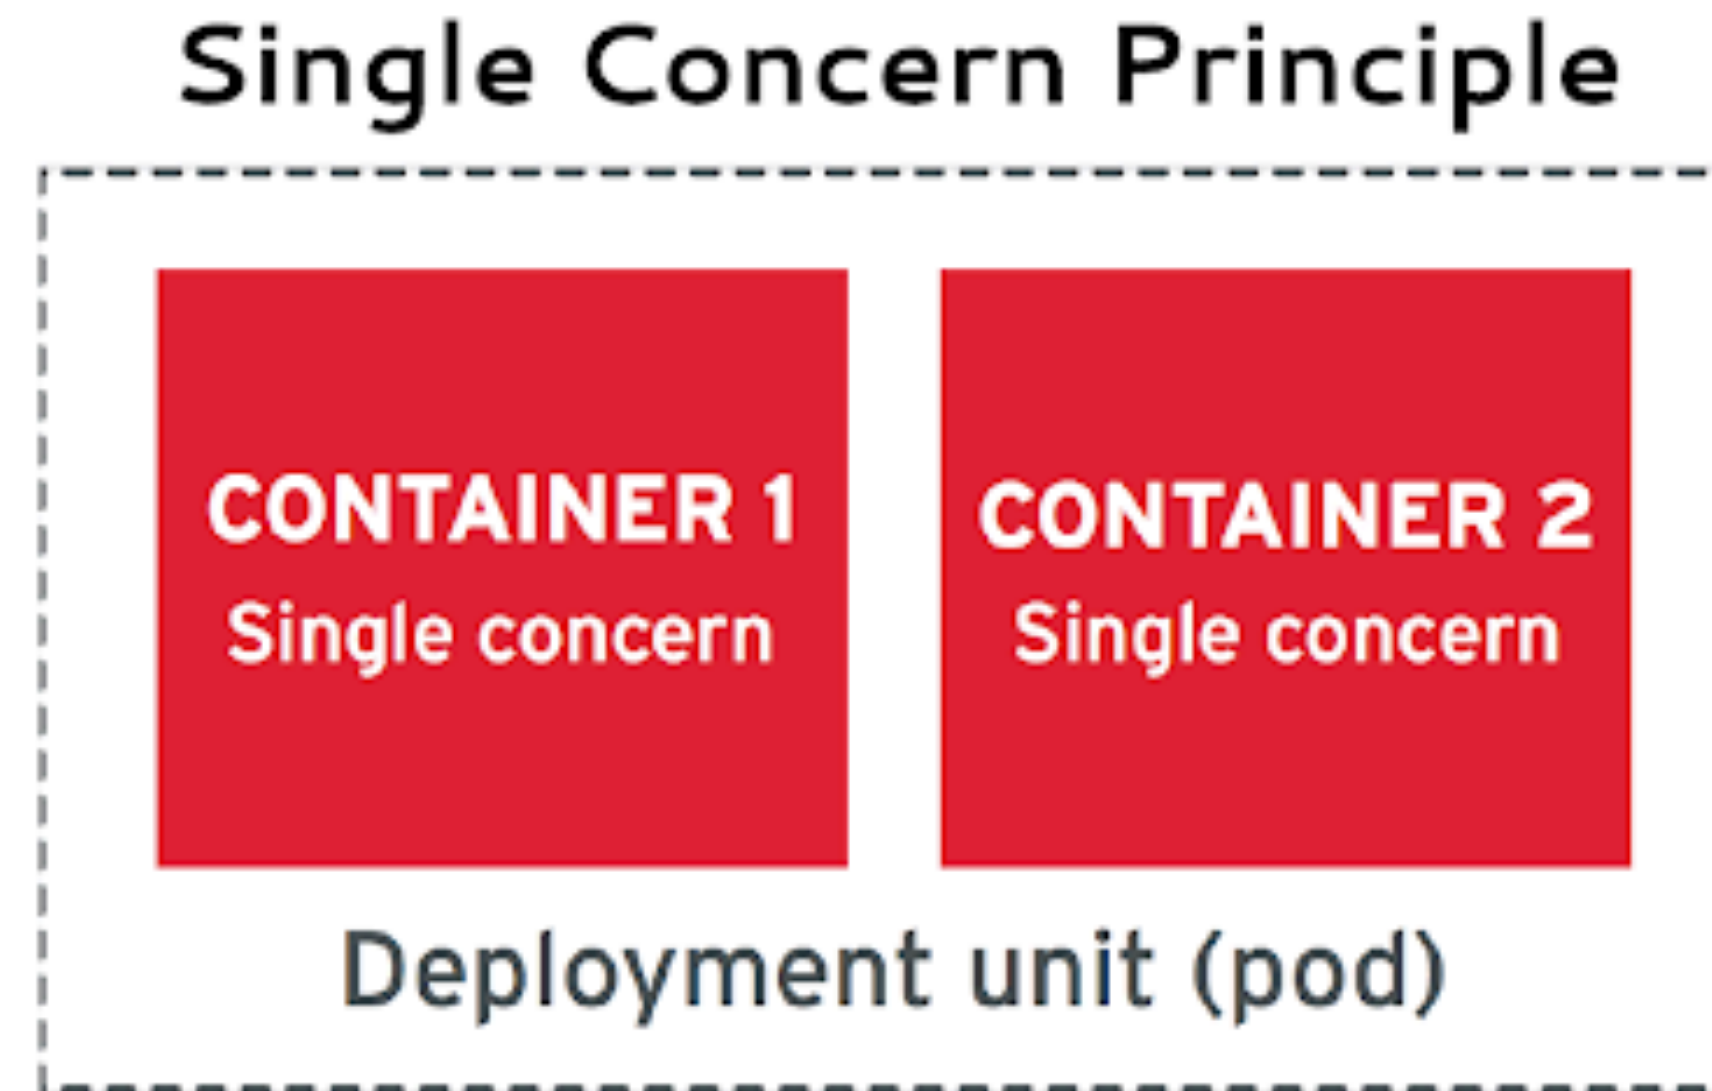 Single Concern Principle
CONTAINER 1
Single concern
CONTAINER 2
Single concern
Deployment unit (pod)